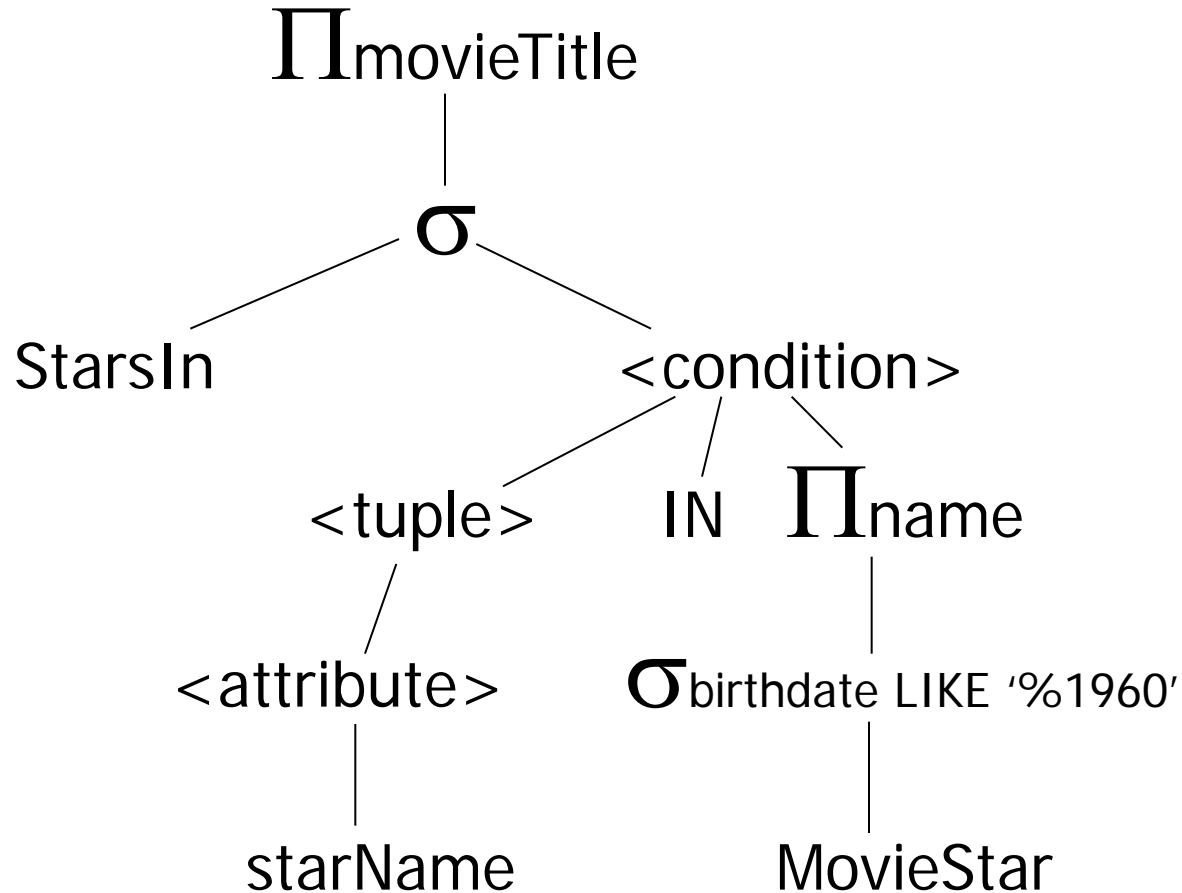 ΠmovieTitle
σ
StarsIn <condition>
<tuple> IN Πname
<attribute> σbirthdate LIKE ‘%1960’
starName MovieStar